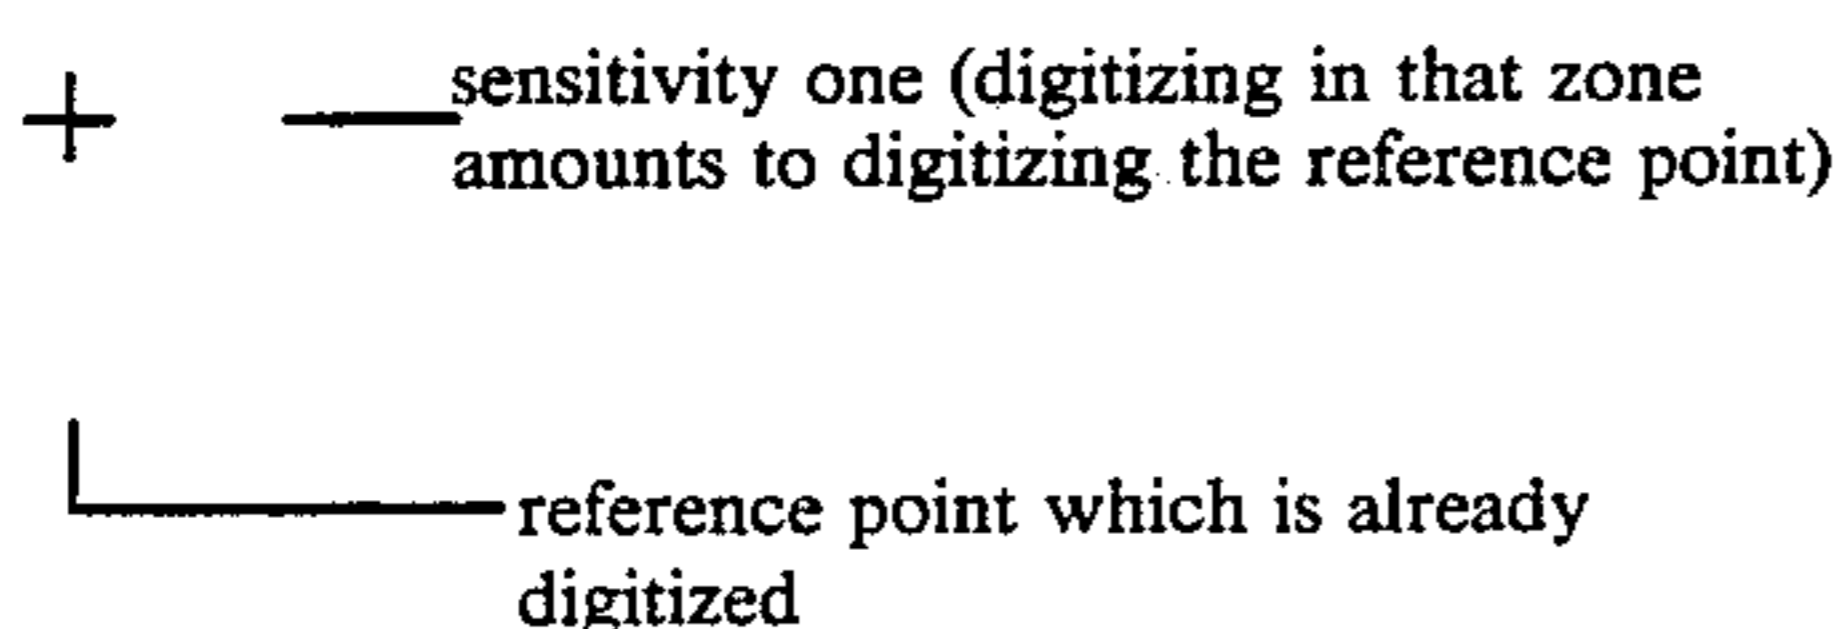 sensitivity one (digitizing in that zone
amounts to digitizing the reference point)
reference point which is already
digitized